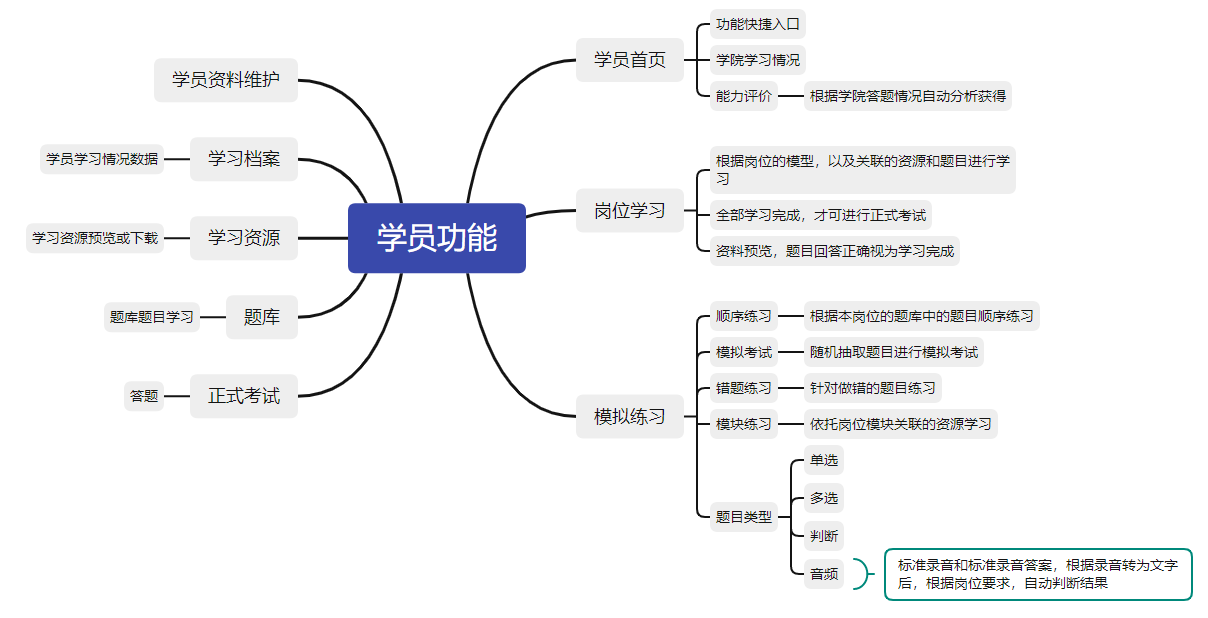 学员功能
学员首页
功能快捷入口
学院学习情况
能力评价
根据学院答题情况自动分析获得
岗位学习
根据岗位的模型，以及关联的资源和题目进行学
习
全部学习完成，才可进行正式考试
资料预览，题目回答正确视为学习完成
模拟练习
顺序练习
根据本岗位的题库中的题目顺序练习
模拟考试
随机抽取题目进行模拟考试
错题练习
针对做错的题目练习
模块练习
依托岗位模块关联的资源学习
题目类型
单选
多选
判断
音频
标准录音和标准录音答案，根据录音转为文字
后，根据岗位要求，自动判断结果
学员资料维护
学习档案
学员学习情况数据
学习资源
学习资源预览或下载
题库
题库题目学习
正式考试
答题